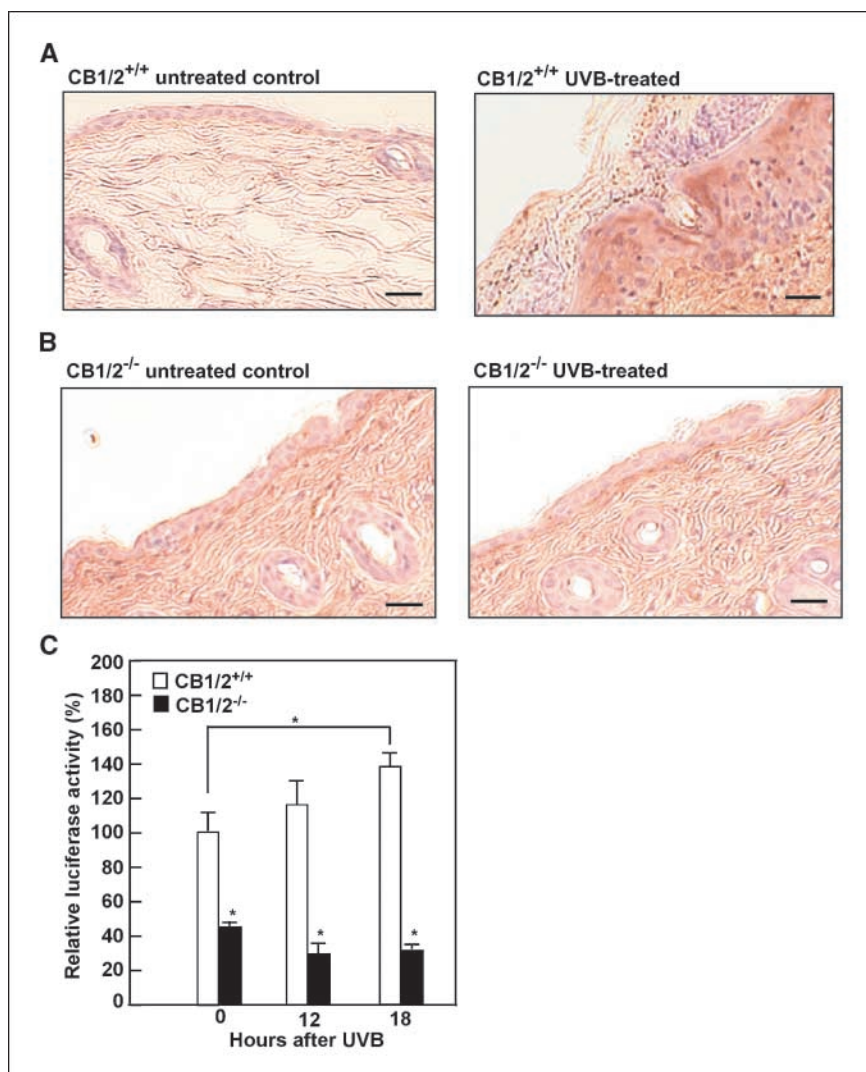 A
CB1/2+/+ untreated control
CB1/2+/+ UVB-treated
B
CB1/2-/- untreated control
CB1/2-/- UVB-treated
C
200
180
160
140
120
100
80
60
40
20
0
Relative luciferase activity (%)
CB1/2+/+
CB1/2-/-
*
*
*
*
0 12 18
Hours after UVB